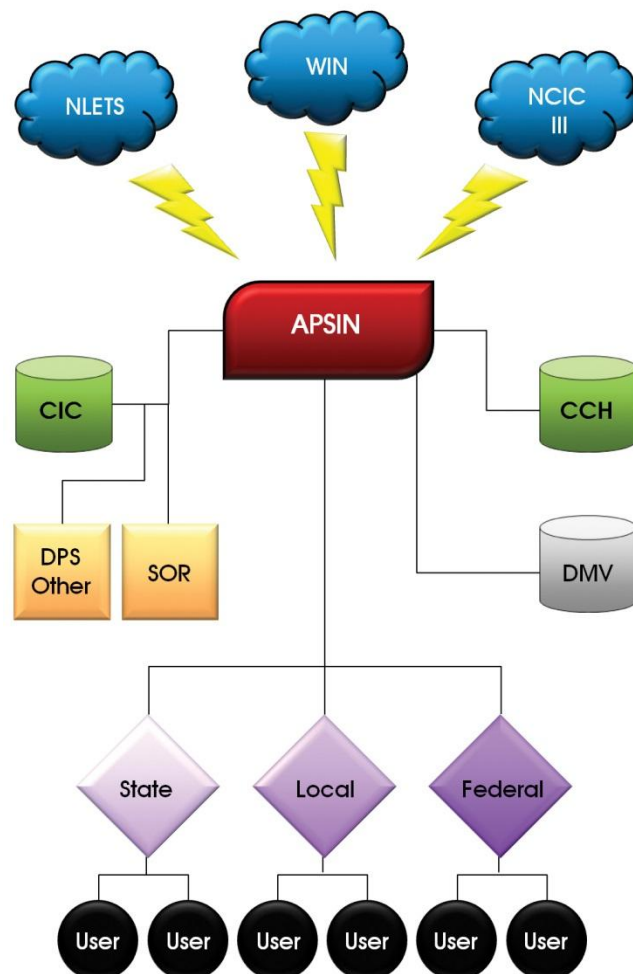 NLETS
WIN
NCIC
III
APSIN
CIC
CCH
DPS
Other
SOR
DMV
State
Local
Federal
User
User
User
User
User
User